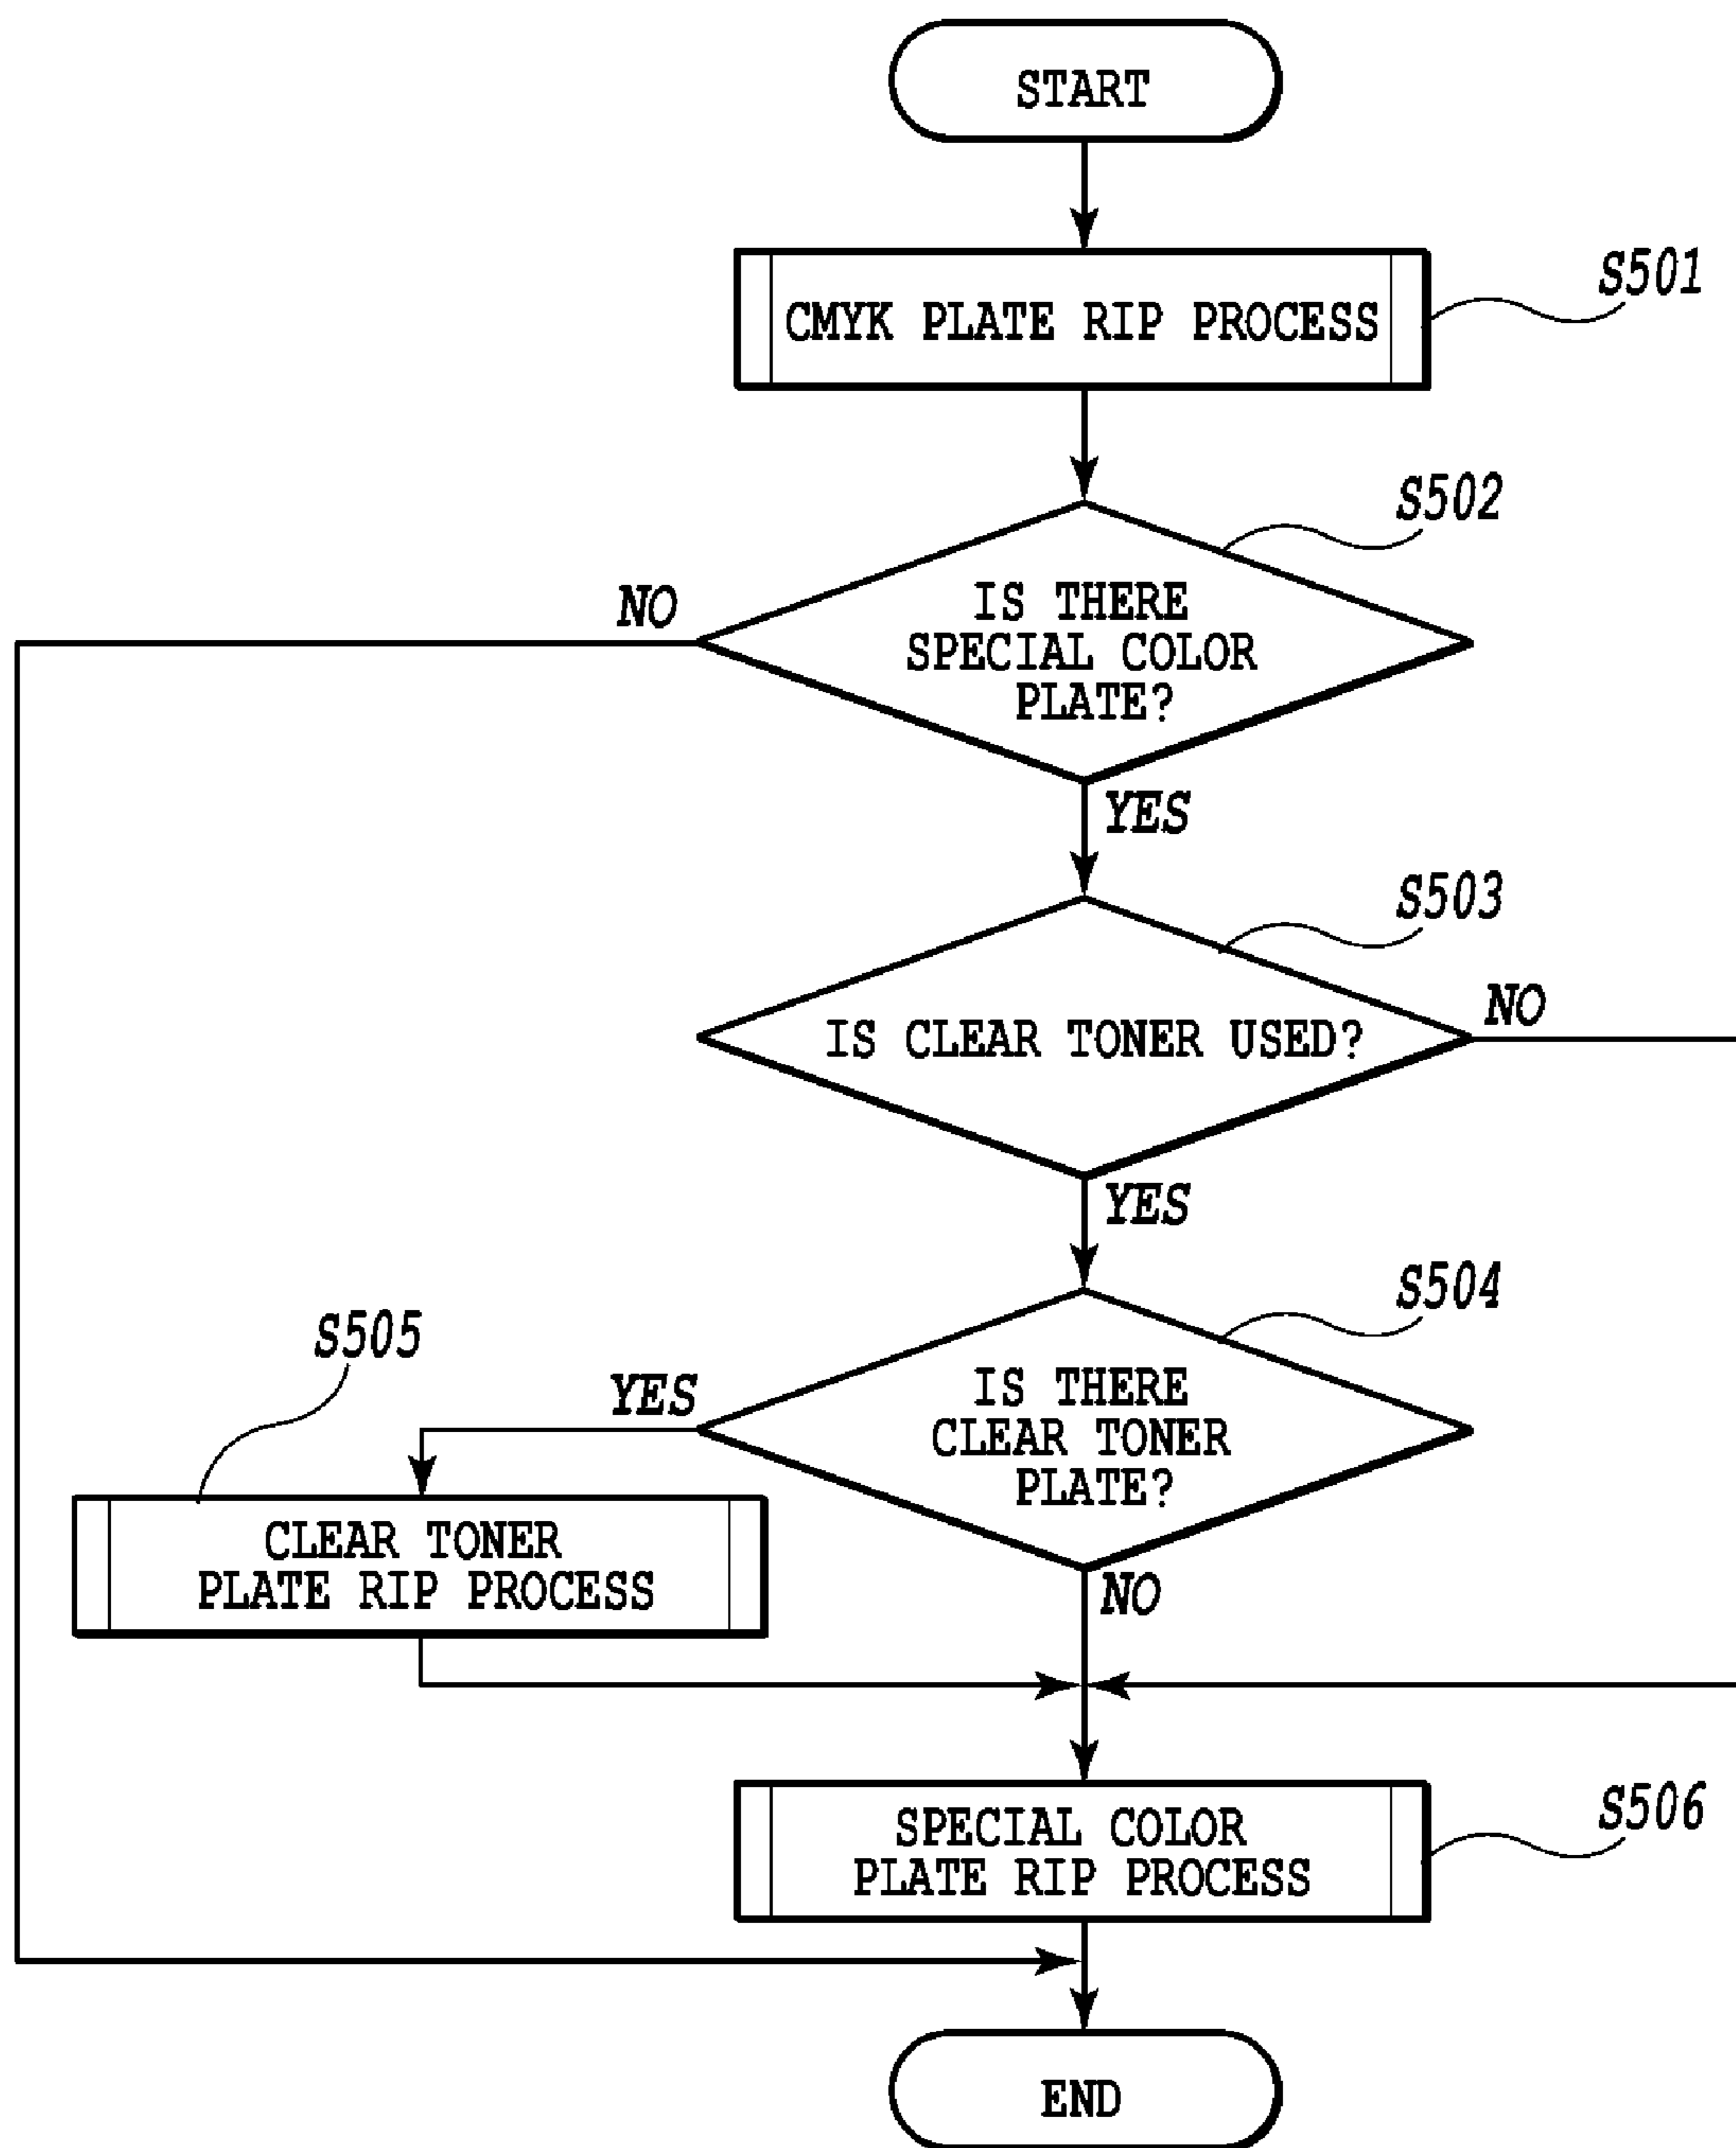 START
CMYK PLATE RIP PROCESS
S501
S502
IS THERE
SPECIAL COLOR
PLATE?
NO
YES
S503
IS CLEAR TONER USED?
NO
YES
S504
IS THERE
CLEAR TONER
PLATE?
YES
NO
S505
CLEAR TONER
PLATE RIP PROCESS
SPECIAL COLOR
PLATE RIP PROCESS
S506
END